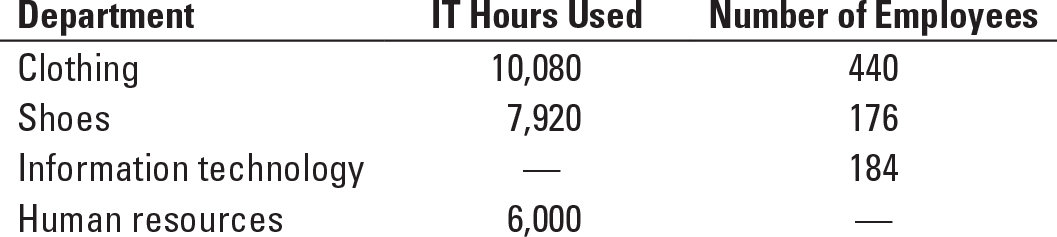 Department IT Hours Used Number of Employees
Clothing 10,080 440
Shoes 7,920 176
Information technology — 184
Human resources 6,000 —